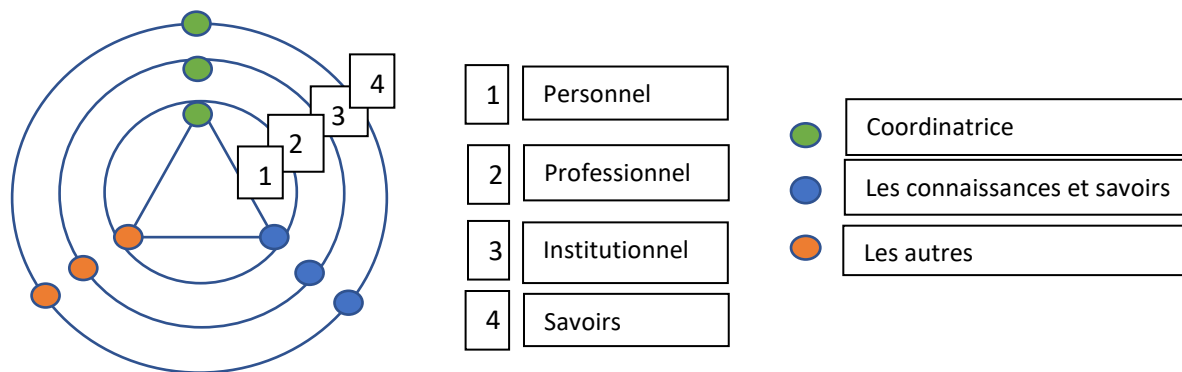 4
3
2
1
1 Personnel
2 Professionnel
3 Institutionnel
4 Savoirs
Coordinatrice
Les connaissances et savoirs
Les autres